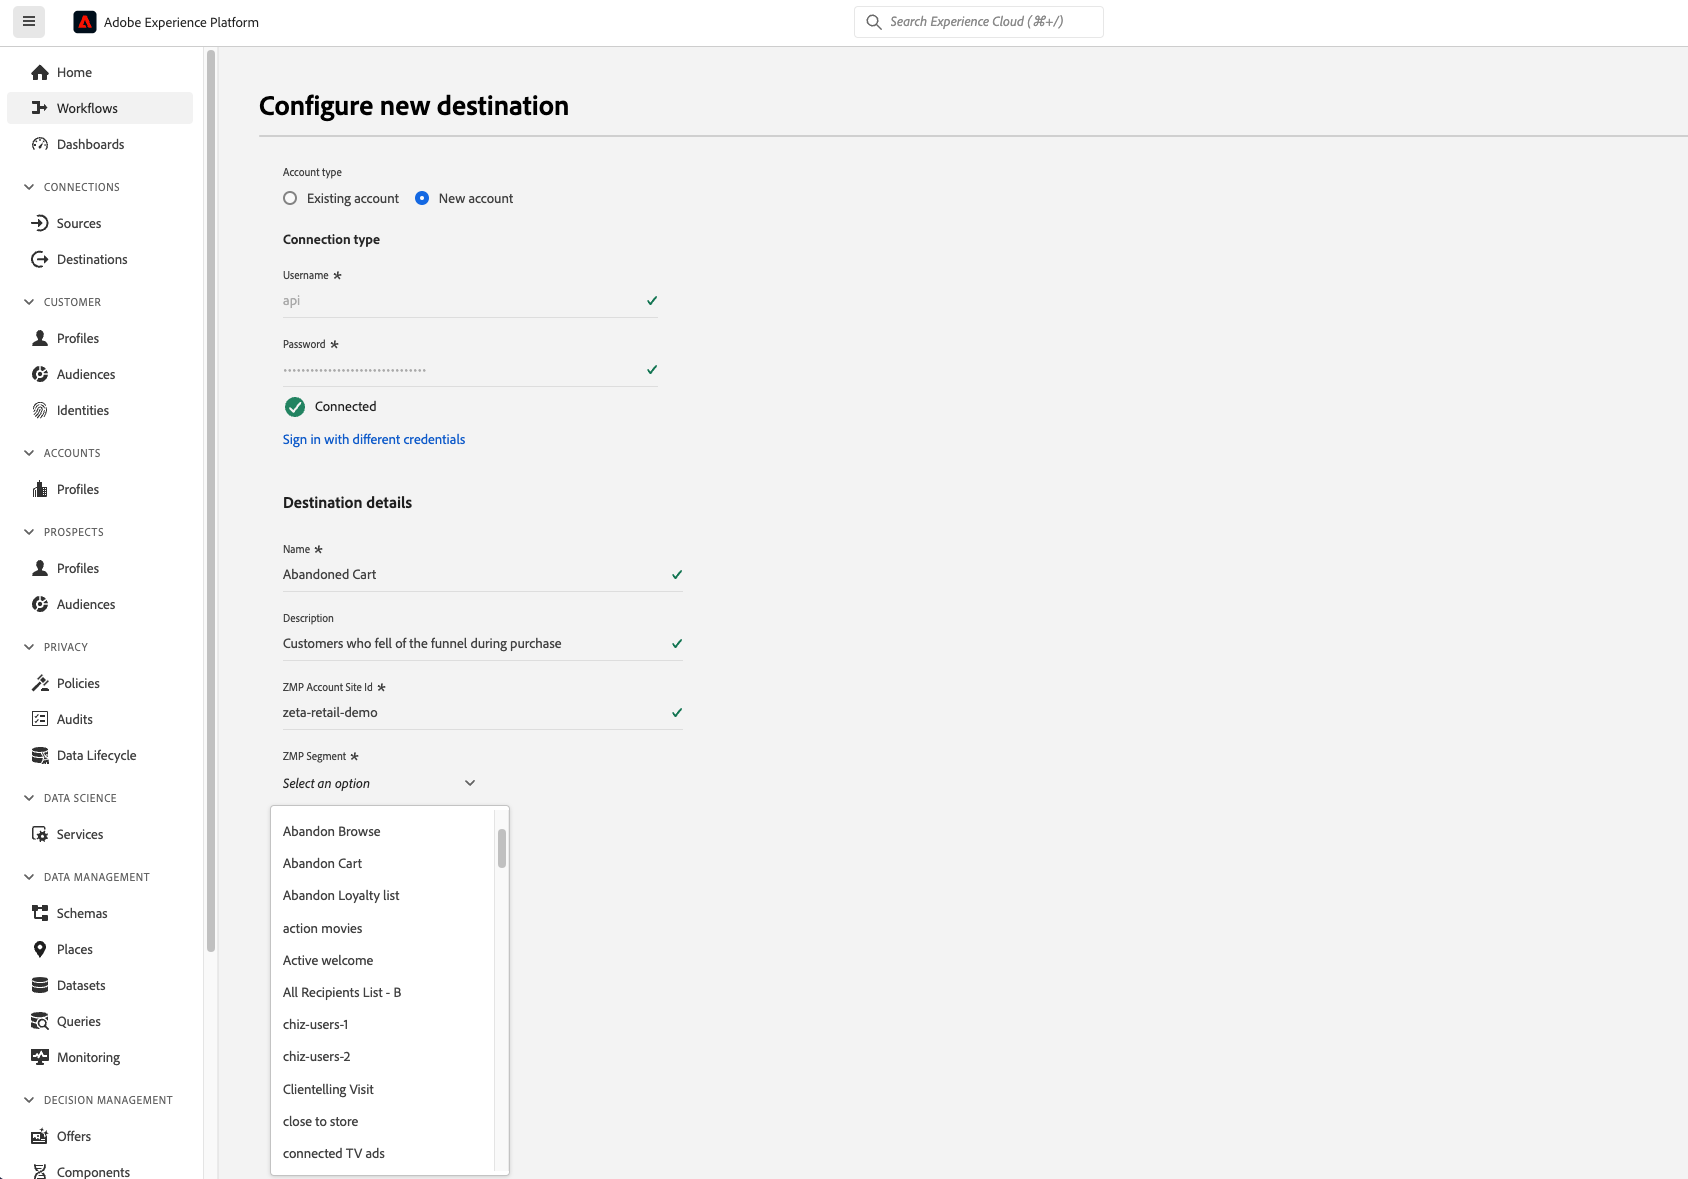 Adobe Experience Platform
Search Experience Cloud (⌘+/)
Home
Workflows
Dashboards
CONNECTIONS
Sources
Destinations
CUSTOMER
Profiles
Audiences
Identities
ACCOUNTS
Profiles
PROSPECTS
Profiles
Audiences
PRIVACY
Policies
Audits
Data Lifecycle
DATA SCIENCE
Services
DATA MANAGEMENT
Schemas
Places
Datasets
Queries
Monitoring
DECISION MANAGEMENT
Offers
Components
Configure new destination
Account type
Existing account New account
Connection type
Username *
api
Password *
••••••••••••••••••••••••••••••••
Connected
Sign in with different credentials
Destination details
Name *
Abandoned Cart
Description
Customers who fell of the funnel during purchase
ZMP Account Site Id *
zeta-retail-demo
ZMP Segment *
Select an option
Abandon Browse
Abandon Cart
Abandon Loyalty list
action movies
Active welcome
All Recipients List - B
chiz-users-1
chiz-users-2
Clientelling Visit
close to store
connected TV ads